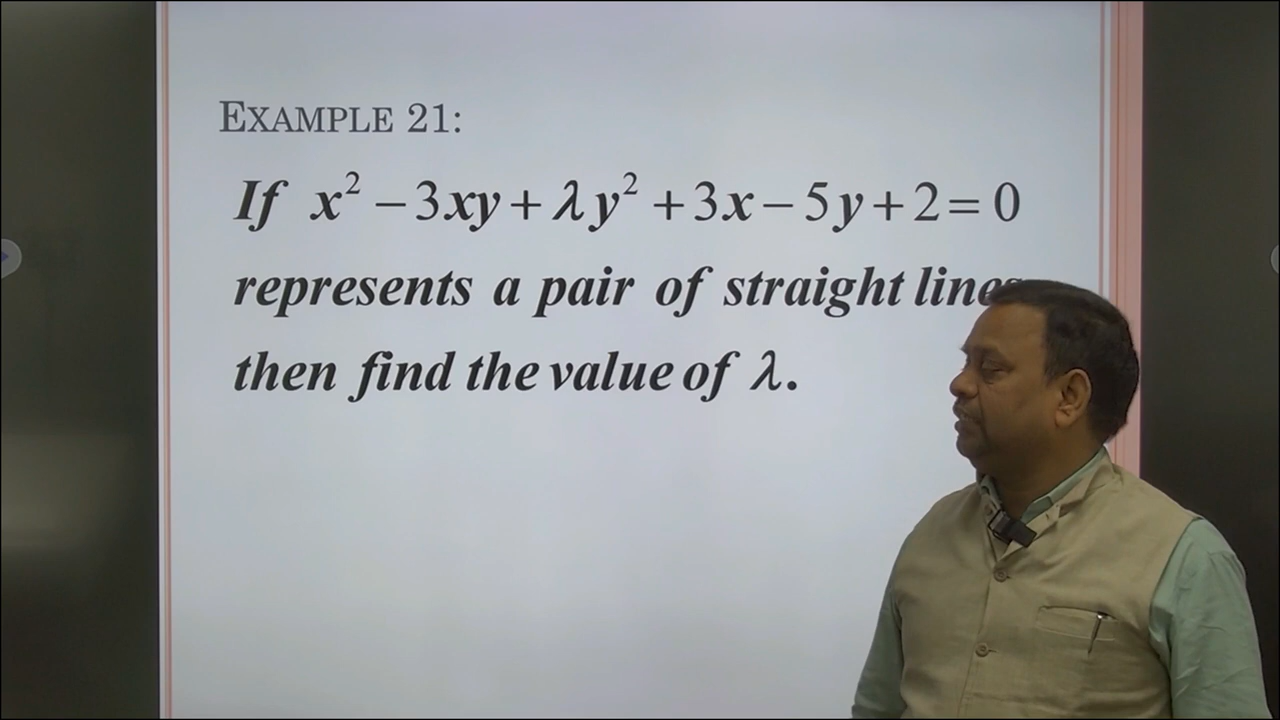 EXAMPLE 21:
If x² − 3xy + λy² + 3x − 5y + 2 = 0
represents a pair of straight lines
then find the value of λ.